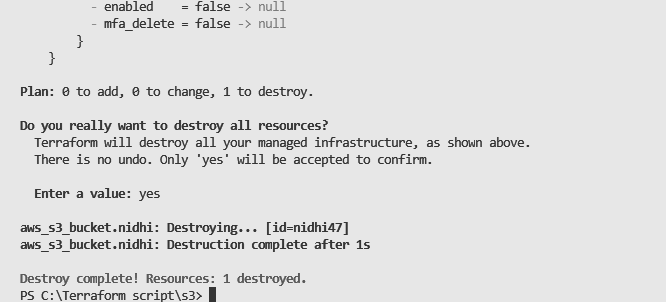 - enabled    = false -> null
- mfa_delete = false -> null
}
}
Plan: 0 to add, 0 to change, 1 to destroy.
Do you really want to destroy all resources?
Terraform will destroy all your managed infrastructure, as shown above.
There is no undo. Only 'yes' will be accepted to confirm.
Enter a value: yes
aws_s3_bucket.nidhi: Destroying... [id=nidhi47]
aws_s3_bucket.nidhi: Destruction complete after 1s
Destroy complete! Resources: 1 destroyed.
PS C:\Terraform script\s3>